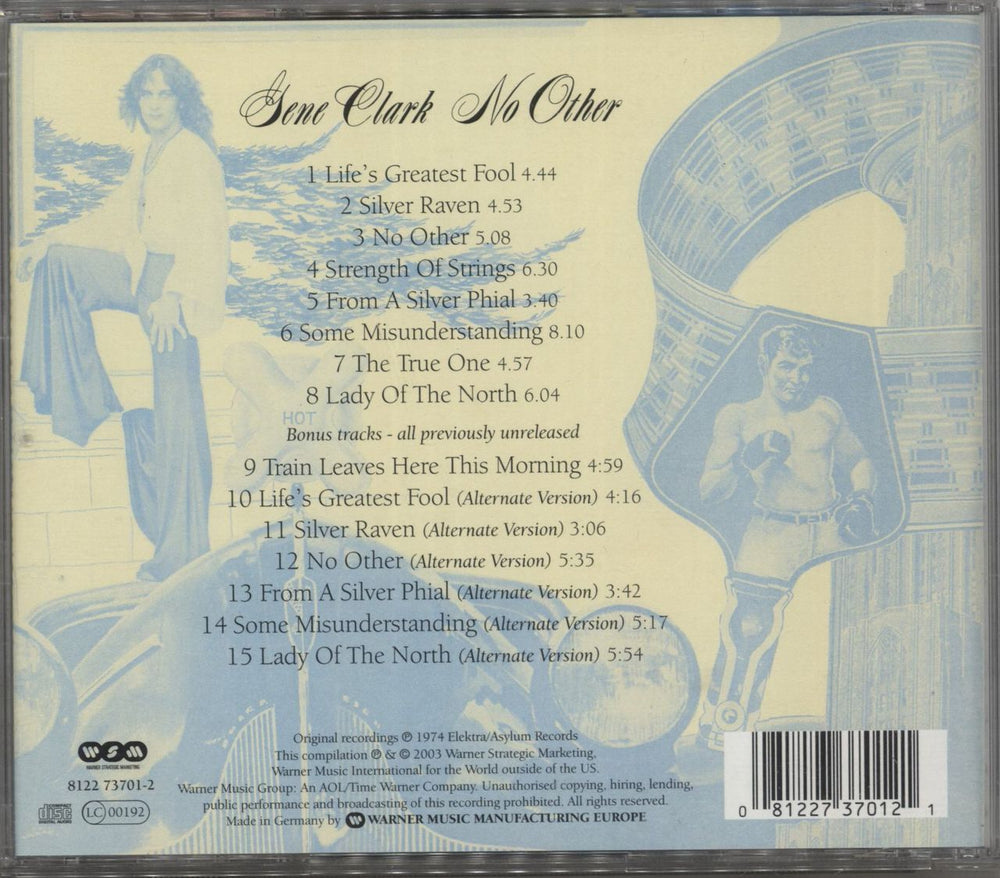 Gene Clark No Other
1 Life's Greatest Fool 4.44
2 Silver Raven 4.53
3 No Other 5.08
4 Strength Of Strings 6.30
5 From A Silver Phial 3.40
6 Some Misunderstanding 8.10
7 The True One 4.57
8 Lady Of The North 6.04
HOT
Bonus tracks - all previously unreleased
9 Train Leaves Here This Morning 4:59
10 Life's Greatest Fool (Alternate Version) 4:16
11 Silver Raven (Alternate Version) 3:06
12 No Other (Alternate Version) 5:35
13 From A Silver Phial (Alternate Version) 3:42
14 Some Misunderstanding (Alternate Version) 5:17
15 Lady Of The North (Alternate Version) 5:54
Original recordings ℗ 1974 Elektra/Asylum Records
This compilation ℗ & © 2003 Warner Strategic Marketing,
Warner Music International for the World outside of the US.
Warner Music Group: An AOL/Time Warner Company. Unauthorised copying, hiring, lending,
public performance and broadcasting of this recording prohibited. All rights reserved.
Made in Germany by WARNER MUSIC MANUFACTURING EUROPE
WSM
WARNER STRATEGIC MARKETING
8122 73701-2
COMPACT
disc
DIGITAL AUDIO
LC 00192
0 81227 37012 1